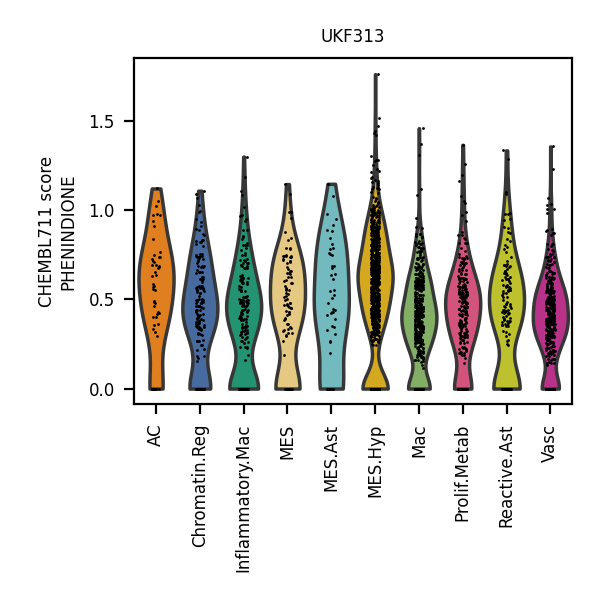 UKF313
CHEMBL711 score
PHENINDIONE
1.5
1.0
0.5
0.0
AC
Chromatin.Reg
Inflammatory.Mac
MES
MES.Ast
MES.Hyp
Mac
Prolif.Metab
Reactive.Ast
Vasc